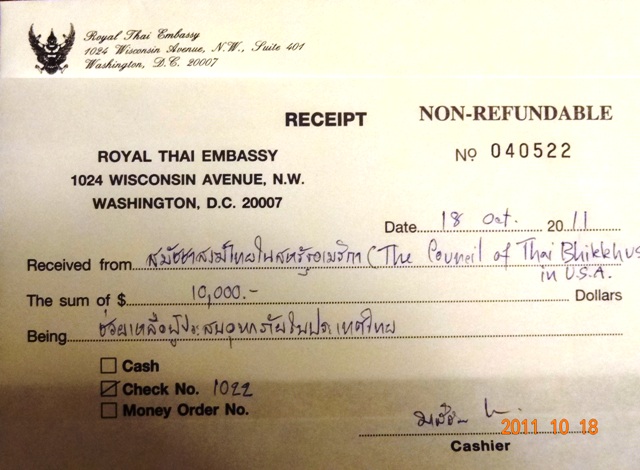 Royal Thai Embassy
1024 Wisconsin Avenue, N.W., Suite 401
Washington, D.C. 20007
RECEIPT
NON-REFUNDABLE
ROYAL THAI EMBASSY
No 040522
1024 WISCONSIN AVENUE, N.W.
WASHINGTON, D.C. 20007
Date 18 Oct. 2011
Received from สมัชชาสงฆ์ไทยในสหรัฐอเมริกา (The Council of Thai Bhikkhus
in U.S.A.
The sum of $ 10,000.- Dollars
Being ช่วยเหลือผู้ประสบอุทกภัยในประเทศไทย
Cash
Check No. 1022
Money Order No.
2011 10 18
Cashier